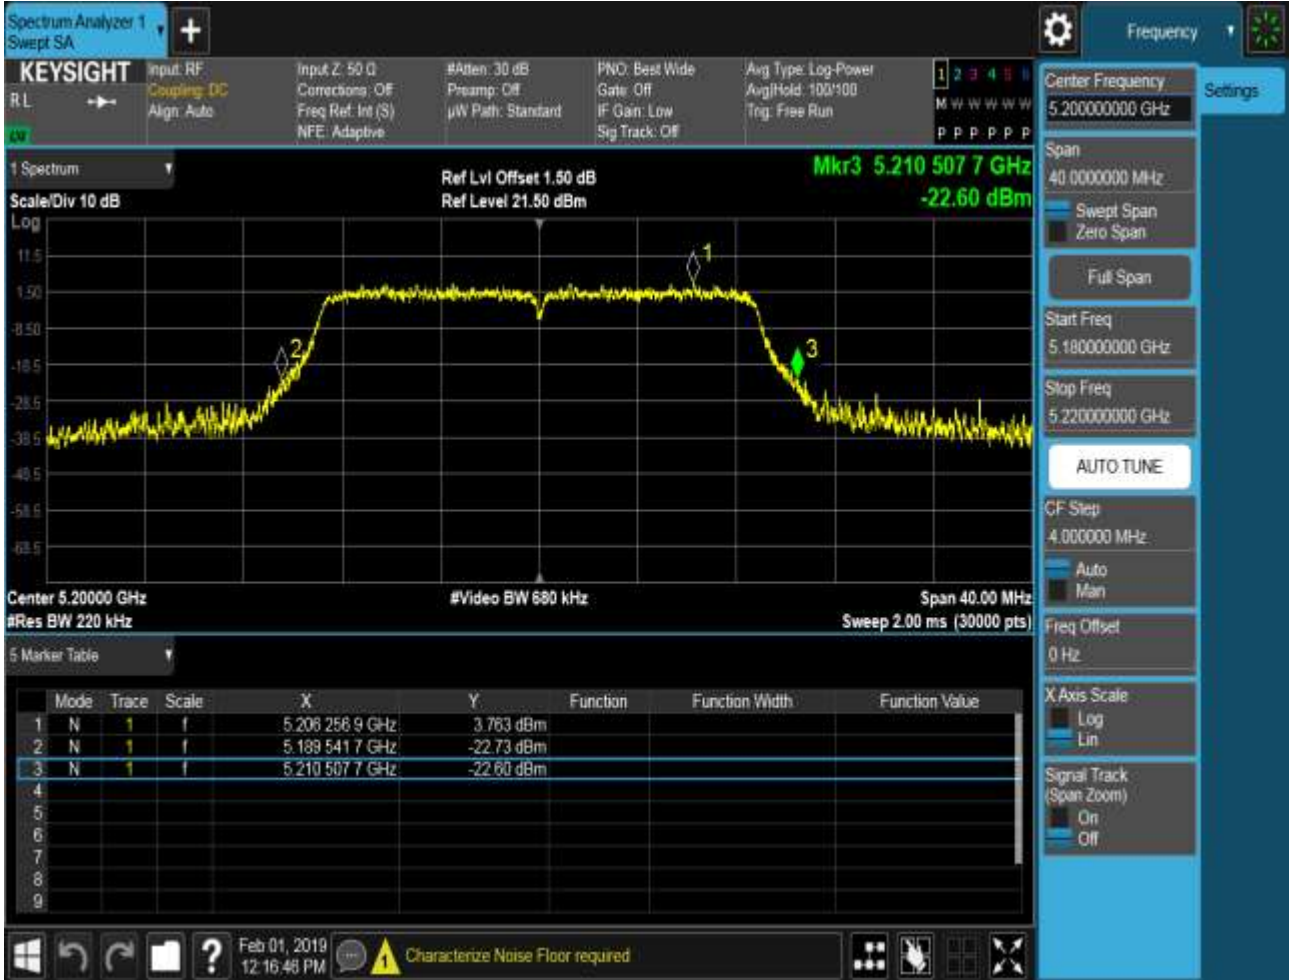 Spectrum Analyzer 1
Swept SA
Frequency
KEYSIGHT
RL
Input: RF
Coupling: DC
Align: Auto
Input Z: 50 Ω
Corrections: Off
Freq Ref: Int (S)
NFE: Adaptive
#Atten: 30 dB
Preamp: Off
µW Path: Standard
PNO: Best Wide
Gate: Off
IF Gain: Low
Sig Track: Off
Avg Type: Log-Power
Avg|Hold: 100/100
Trig: Free Run
1 2 3 4 5 6
M W W W W W
P P P P P P
1 Spectrum
Scale/Div 10 dB
Ref Lvl Offset 1.50 dB
Ref Level 21.50 dBm
Mkr3 5.210 507 7 GHz
-22.60 dBm
Log
11.5
1.50
-8.50
-18.5
-28.5
-38.5
-48.5
-58.5
-68.5
1
2
3
Center 5.20000 GHz
#Res BW 220 kHz
#Video BW 680 kHz
Span 40.00 MHz
Sweep 2.00 ms (30000 pts)
5 Marker Table
Mode Trace Scale X Y Function Function Width Function Value
1 N 1 f 5.206 256 9 GHz 3.763 dBm
2 N 1 f 5.189 541 7 GHz -22.73 dBm
3 N 1 f 5.210 507 7 GHz -22.60 dBm
4
5
6
7
8
9
Feb 01, 2019
12:16:46 PM
1
Characterize Noise Floor required
Center Frequency
5.200000000 GHz
Settings
Span
40.0000000 MHz
Swept Span
Zero Span
Full Span
Start Freq
5.180000000 GHz
Stop Freq
5.220000000 GHz
AUTO TUNE
CF Step
4.000000 MHz
Auto
Man
Freq Offset
0 Hz
X Axis Scale
Log
Lin
Signal Track
(Span Zoom)
On
Off